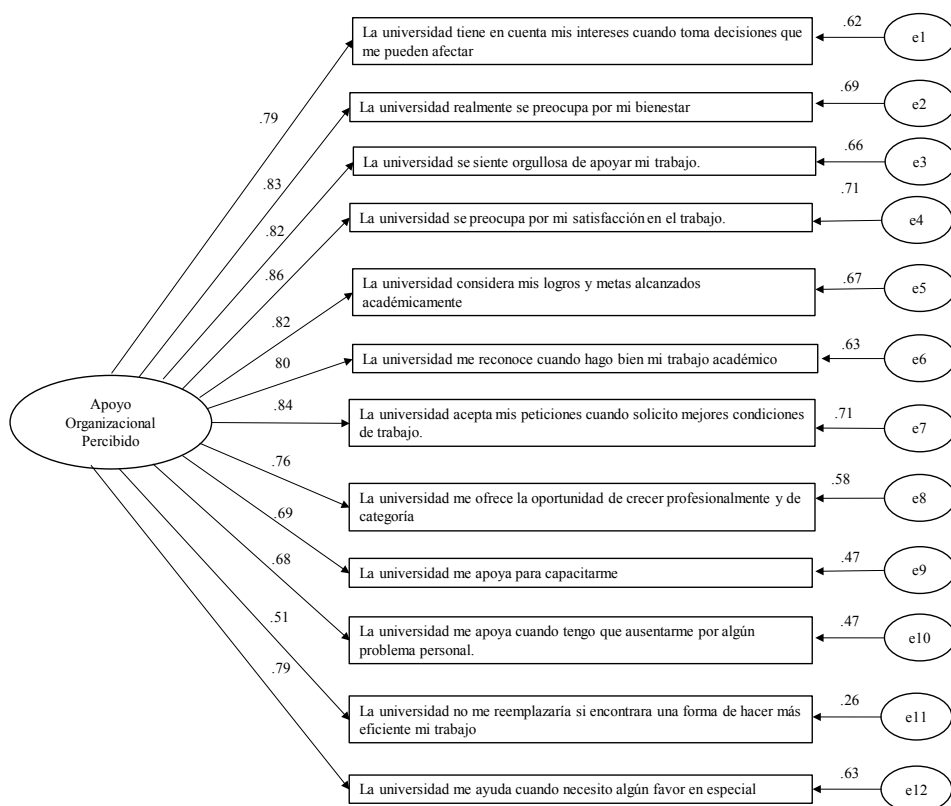 La universidad tiene en cuenta mis intereses cuando toma decisiones que
me pueden afectar
.62
e1
.79
La universidad realmente se preocupa por mi bienestar
.69
e2
.83
La universidad se siente orgullosa de apoyar mi trabajo.
.66
e3
.82
La universidad se preocupa por mi satisfacción en el trabajo.
.71
e4
.86
La universidad considera mis logros y metas alcanzados
académicamente
.67
e5
.82
La universidad me reconoce cuando hago bien mi trabajo académico
.63
e6
80
Apoyo
Organizacional
Percibido
.84
La universidad acepta mis peticiones cuando solicito mejores condiciones
de trabajo.
.71
e7
.76
La universidad me ofrece la oportunidad de crecer profesionalmente y de
categoría
.58
e8
.69
La universidad me apoya para capacitarme
.47
e9
.68
La universidad me apoya cuando tengo que ausentarme por algún
problema personal.
.47
e10
.51
La universidad no me reemplazaría si encontrara una forma de hacer más
eficiente mi trabajo
.26
e11
.79
La universidad me ayuda cuando necesito algún favor en especial
.63
e12